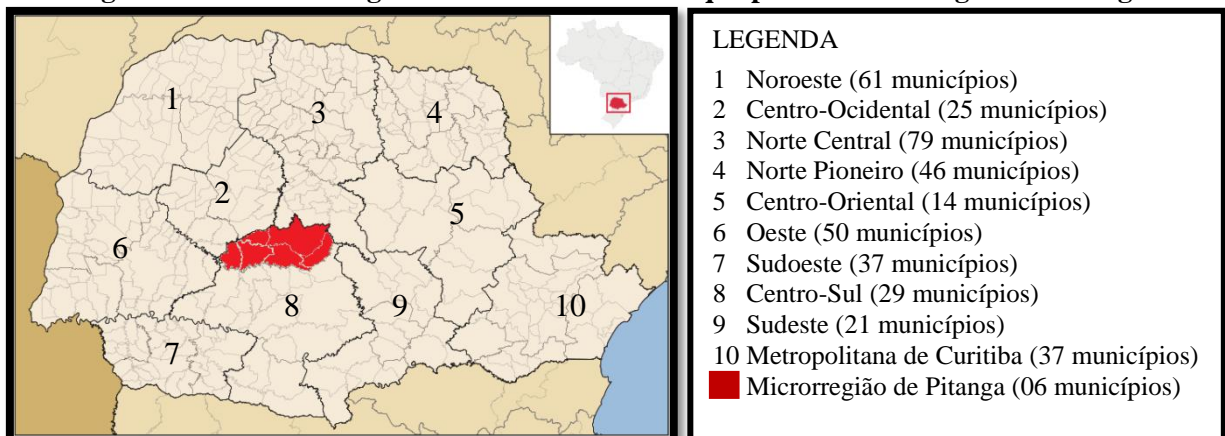 1
2
3
4
5
6
7
8
9
10
LEGENDA
1 Noroeste (61 municípios)
2 Centro-Ocidental (25 municípios)
3 Norte Central (79 municípios)
4 Norte Pioneiro (46 municípios)
5 Centro-Oriental (14 municípios)
6 Oeste (50 municípios)
7 Sudoeste (37 municípios)
8 Centro-Sul (29 municípios)
9 Sudeste (21 municípios)
10 Metropolitana de Curitiba (37 municípios)
Microrregião de Pitanga (06 municípios)